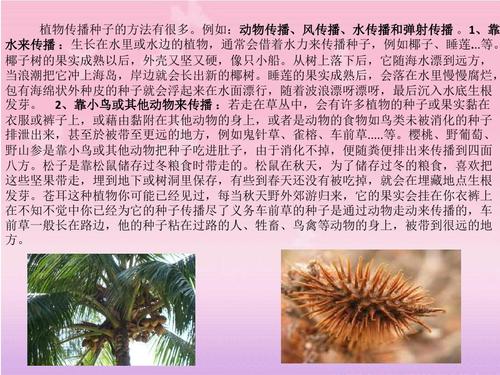 植物传播种子的方法有很多。例如：动物传播、风传播、水传播和弹射传播 。1、靠
水来传播 ：生长在水里或水边的植物，通常会借着水力来传播种子，例如椰子、睡莲…等。
椰子树的果实成熟以后，外壳又坚又硬，像只小船。从树上落下后，它随海水漂到远方，
当浪潮把它冲上海岛，岸边就会长出新的椰树。睡莲的果实成熟后，会落在水里慢慢腐烂，
包有海绵状外种皮的种子就会浮起来在水面漂行，随着波浪漂呀漂呀，最后沉入水底生根
发芽。 2、靠小鸟或其他动物来传播 ：若走在草丛中，会有许多植物的种子或果实黏在
衣服或裤子上，或藉由黏附在其他动物的身上，或者是动物的食物如鸟类未被消化的种子
排泄出来，甚至於被带至更远的地方，例如鬼针草、雀榕、车前草…..等。樱桃、野葡萄、
野山参是靠小鸟或其他动物把种子吃进肚子，由于消化不掉，便随粪便排出来传播到四面
八方。松子是靠松鼠储存过冬粮食时带走的。松鼠在秋天，为了储存过冬的粮食，喜欢把
这些坚果带走，埋到地下或树洞里保存，有些到春天还没有被吃掉，就会在埋藏地点生根
发芽。苍耳这种植物你可能已经见过，每当秋天野外郊游归来，它的果实会挂在你衣裤上
在不知不觉中你已经为它的种子传播尽了义务车前草的种子是通过动物走动来传播的，车
前草一般长在路边，他的种子粘在过路的人、牲畜、鸟禽等动物的身上，被带到很远的地
方。